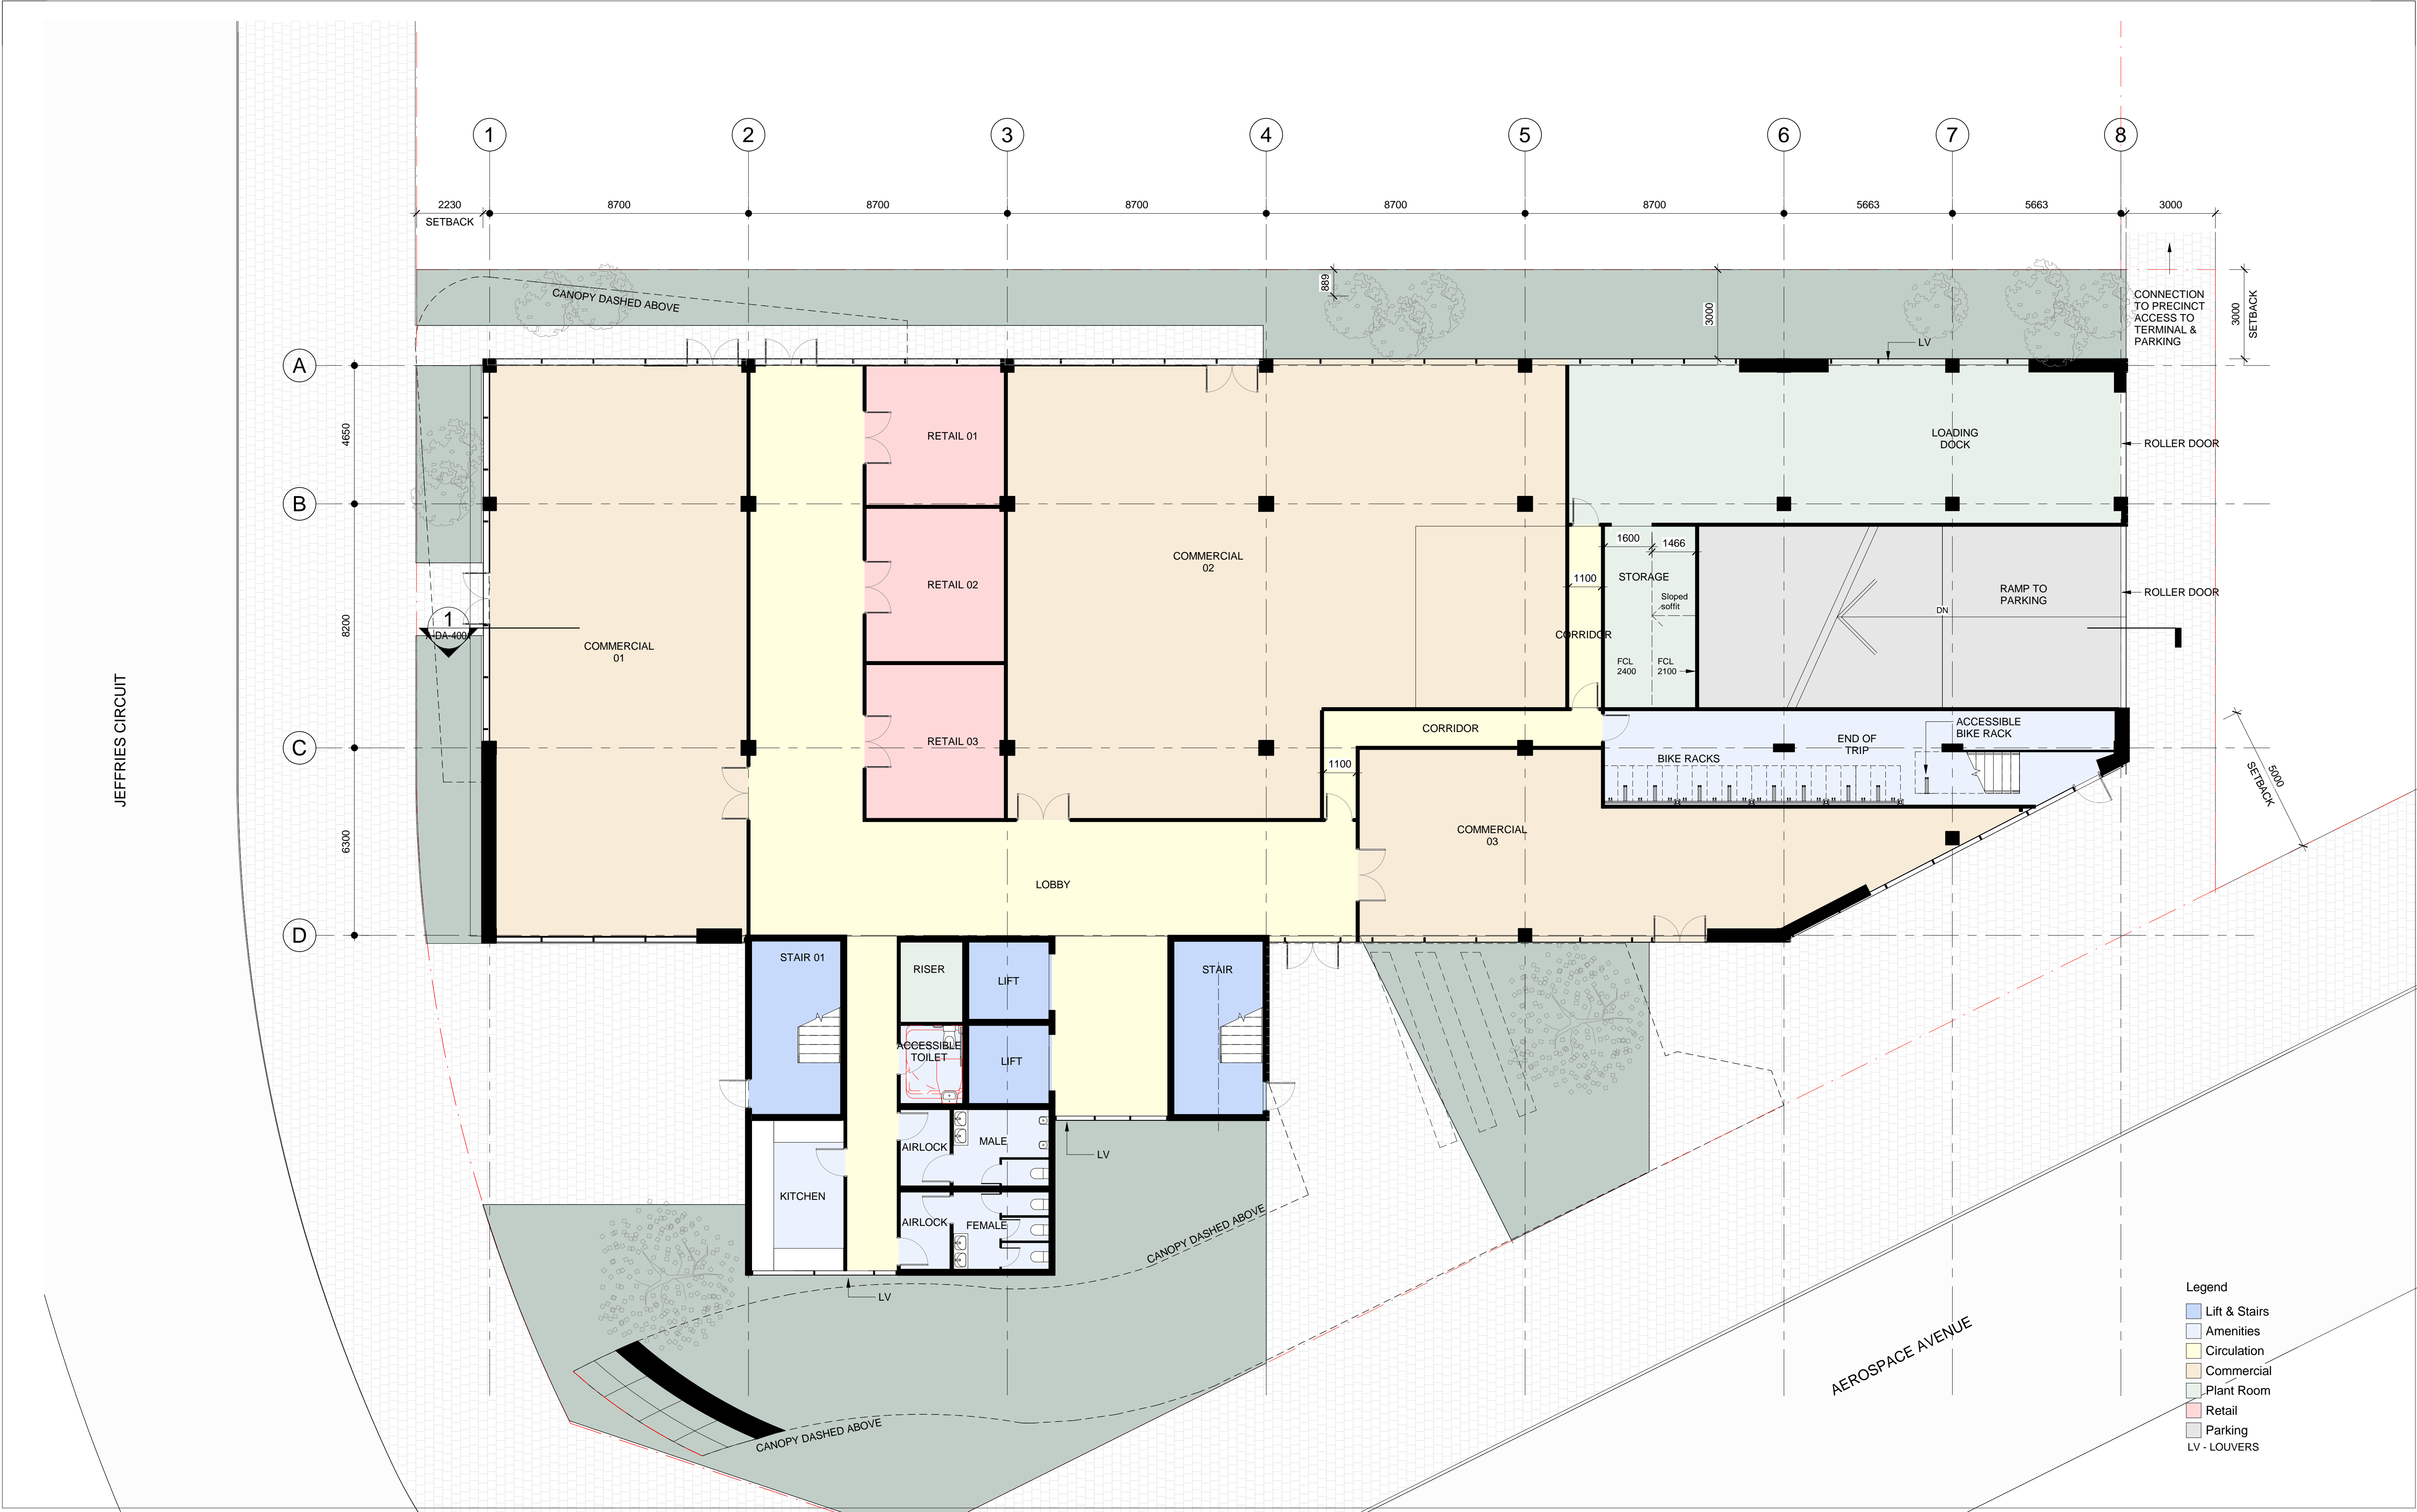 1
2
3
4
5
6
7
8
2230
SETBACK
8700
8700
8700
8700
8700
5663
5663
3000
889
3000
3000
SETBACK
CANOPY DASHED ABOVE
CONNECTION
TO PRECINCT
ACCESS TO
TERMINAL &
PARKING
LV
A
4650
B
8200
C
6300
D
RETAIL 01
LOADING
DOCK
ROLLER DOOR
COMMERCIAL
02
RETAIL 02
1600
1466
1100
STORAGE
Sloped
soffit
RAMP TO
PARKING
ROLLER DOOR
DN
1
A-DA-4001
CORRIDOR
COMMERCIAL
01
FCL
2400
FCL
2100
JEFFRIES CIRCUIT
RETAIL 03
CORRIDOR
ACCESSIBLE
BIKE RACK
END OF
TRIP
BIKE RACKS
1100
5000
SETBACK
COMMERCIAL
03
LOBBY
STAIR 01
RISER
LIFT
STAIR
ACCESSIBLE
TOILET
LIFT
AIRLOCK
MALE
LV
KITCHEN
AIRLOCK
FEMALE
CANOPY DASHED ABOVE
LV
CANOPY DASHED ABOVE
AEROSPACE AVENUE
Legend
Lift & Stairs
Amenities
Circulation
Commercial
Plant Room
Retail
Parking
LV - LOUVERS